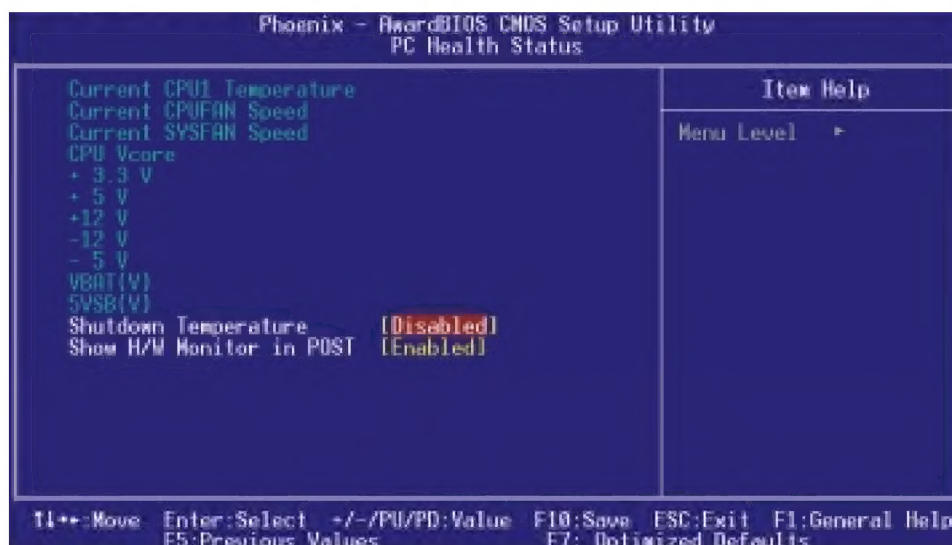 Phoenix - AwardBIOS CMOS Setup Utility
PC Health Status
Current CPU1 Temperature
Current CPUFAN Speed
Current SYSFAN Speed
CPU Vcore
+ 3.3 V
+ 5 V
+12 V
-12 V
- 5 V
VBAT(V)
5VSB(V)
Shutdown Temperature [Disabled]
Show H/W Monitor in POST [Enabled]
Item Help
Menu Level ►
↑↓→←:Move Enter:Select +/-/PU/PD:Value F10:Save ESC:Exit F1:General Help
F5:Previous Values F7: Optimized Defaults